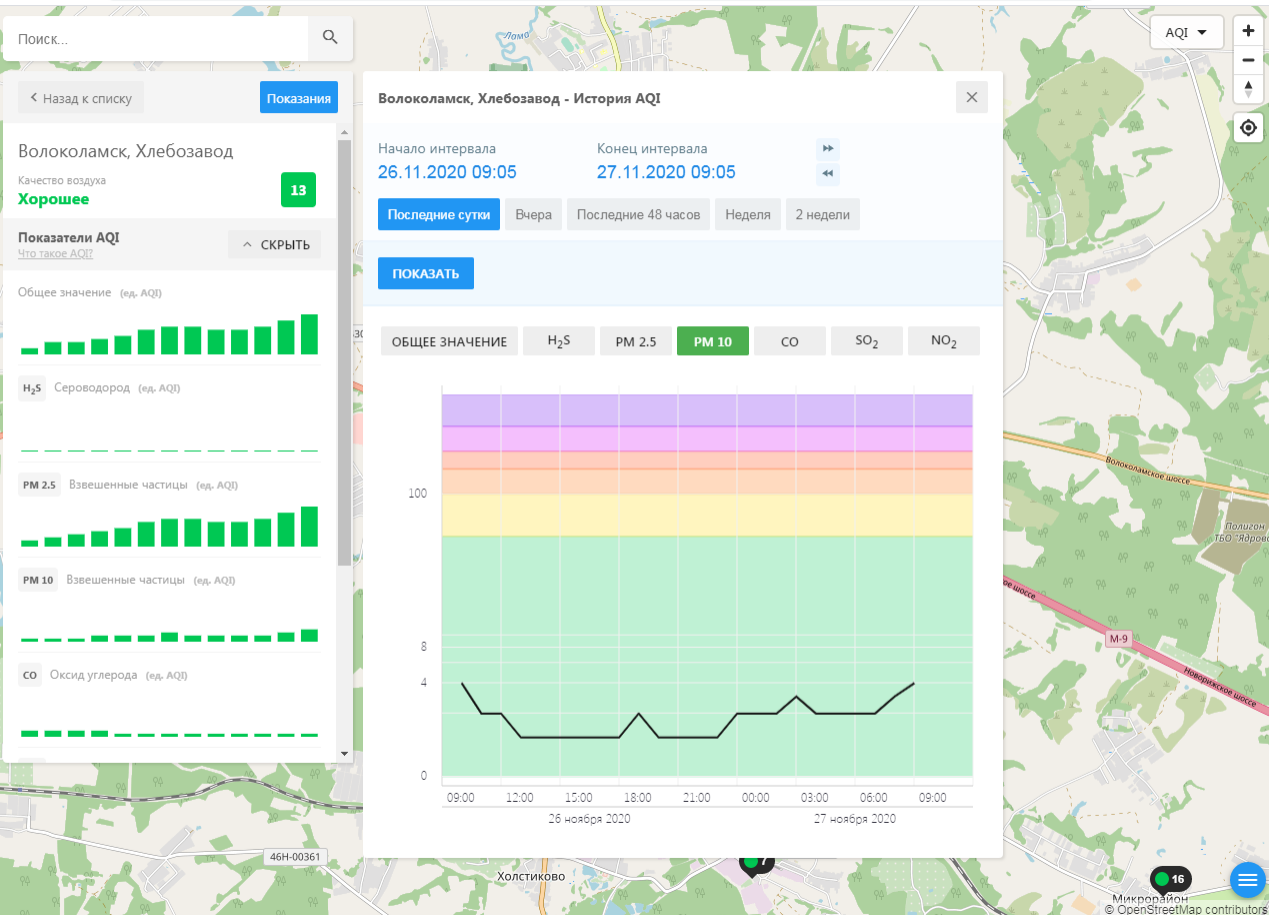 Поиск...
AQI
Назад к списку
Показания
Волоколамск, Хлебозавод
Качество воздуха
Хорошее
13
Показатели AQI
Что такое AQI?
СКРЫТЬ
Общее значение (ед. AQI)
H2S Сероводород (ед. AQI)
PM 2.5 Взвешенные частицы (ед. AQI)
PM 10 Взвешенные частицы (ед. AQI)
CO Оксид углерода (ед. AQI)
Волоколамск, Хлебозавод - История AQI
Начало интервала
26.11.2020 09:05
Конец интервала
27.11.2020 09:05
Последние сутки
Вчера
Последние 48 часов
Неделя
2 недели
ПОКАЗАТЬ
ОБЩЕЕ ЗНАЧЕНИЕ
H2S
PM 2.5
PM 10
CO
SO2
NO2
100
8
4
0
09:00 12:00 15:00 18:00 21:00 00:00 03:00 06:00 09:00
26 ноября 2020
27 ноября 2020
Лома
Волоколамское шоссе
Полигон
ТБО "Ядрово
кое шоссе
М-9
Новорижское шоссе
46Н-00361
Холстиково
7
16
Микрорайон
© OpenStreetMap contributors